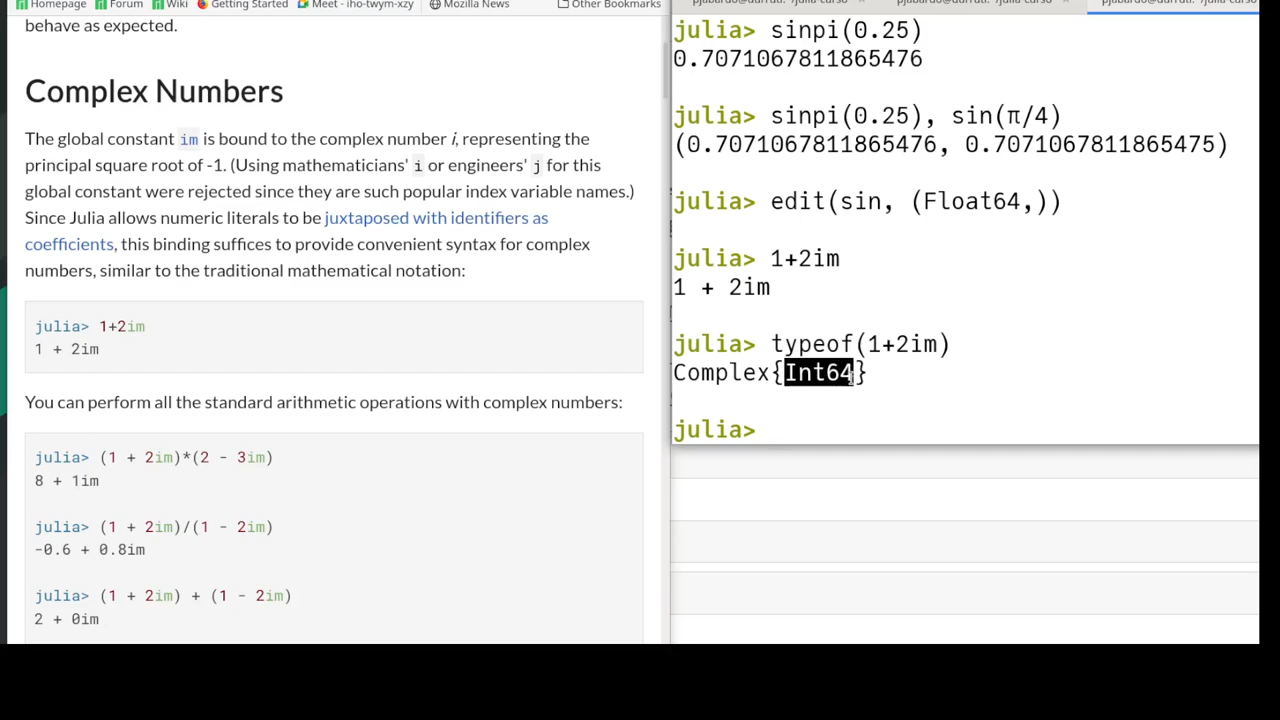 Homepage Forum Wiki Getting Started Meet - iho-twym-xzy Mozilla News Other Bookmarks
behave as expected.
Complex Numbers
The global constant im is bound to the complex number i, representing the
principal square root of -1. (Using mathematicians' i or engineers' j for this
global constant were rejected since they are such popular index variable names.)
Since Julia allows numeric literals to be juxtaposed with identifiers as
coefficients, this binding suffices to provide convenient syntax for complex
numbers, similar to the traditional mathematical notation:
julia> 1+2im
1 + 2im
You can perform all the standard arithmetic operations with complex numbers:
julia> (1 + 2im)*(2 - 3im)
8 + 1im
julia> (1 + 2im)/(1 - 2im)
-0.6 + 0.8im
julia> (1 + 2im) + (1 - 2im)
2 + 0im
julia> sinpi(0.25)
0.7071067811865476
julia> sinpi(0.25), sin(π/4)
(0.7071067811865476, 0.7071067811865475)
julia> edit(sin, (Float64,))
julia> 1+2im
1 + 2im
julia> typeof(1+2im)
Complex{Int64}
julia>